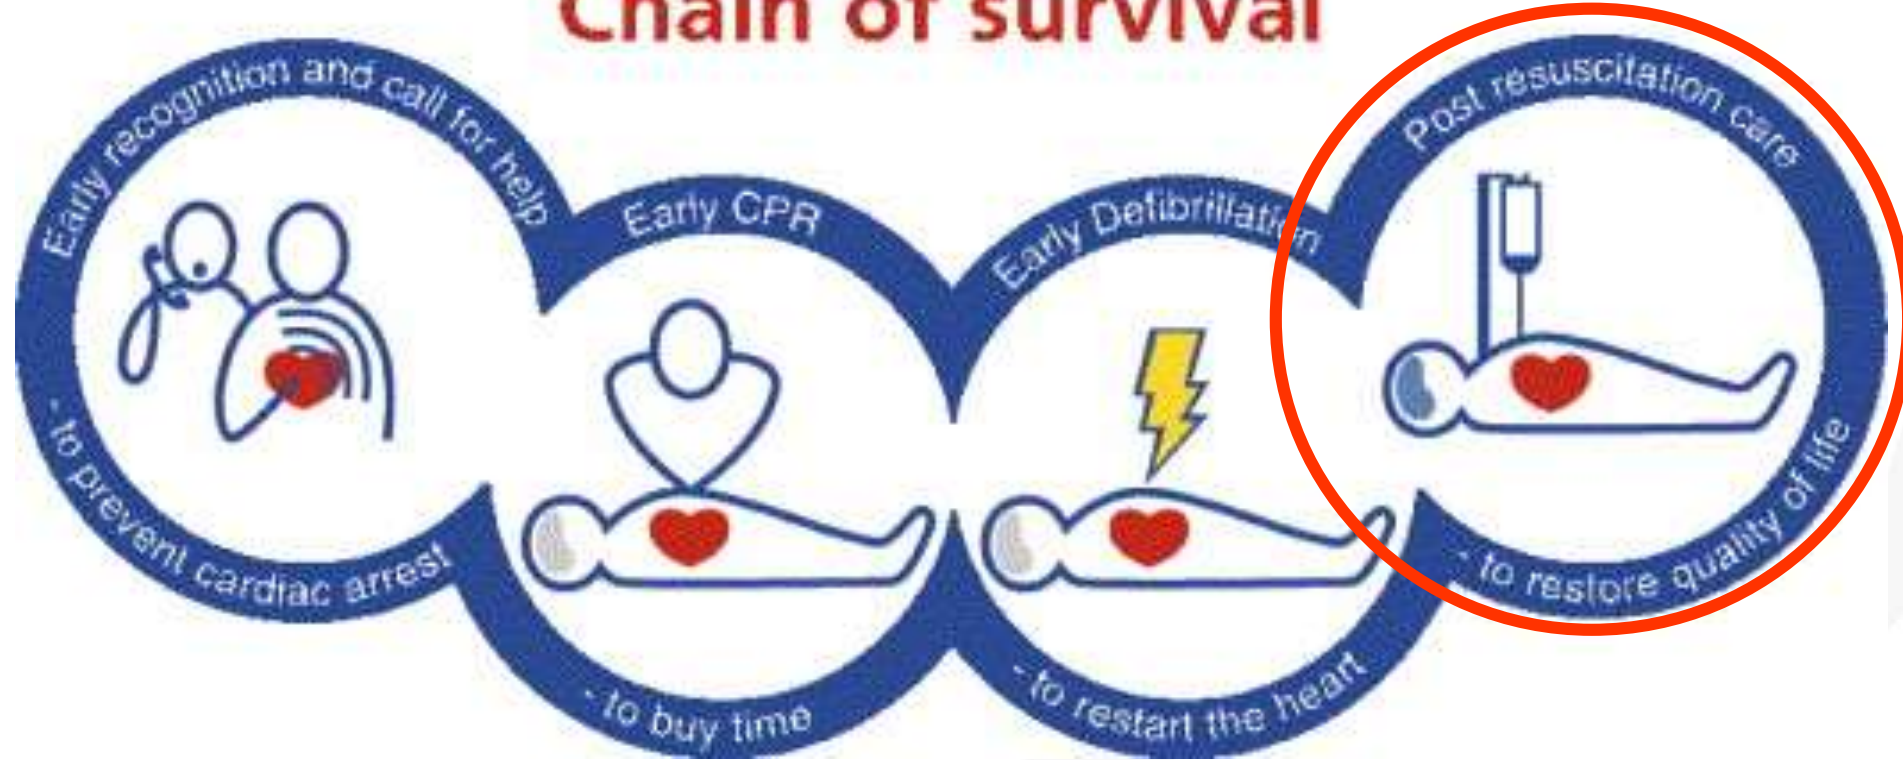 Chain of survival
Early recognition and call for help
- to prevent cardiac arrest
Early CPR
- to buy time
Early Defibrillation
- to restart the heart
Post resuscitation care
- to restore quality of life